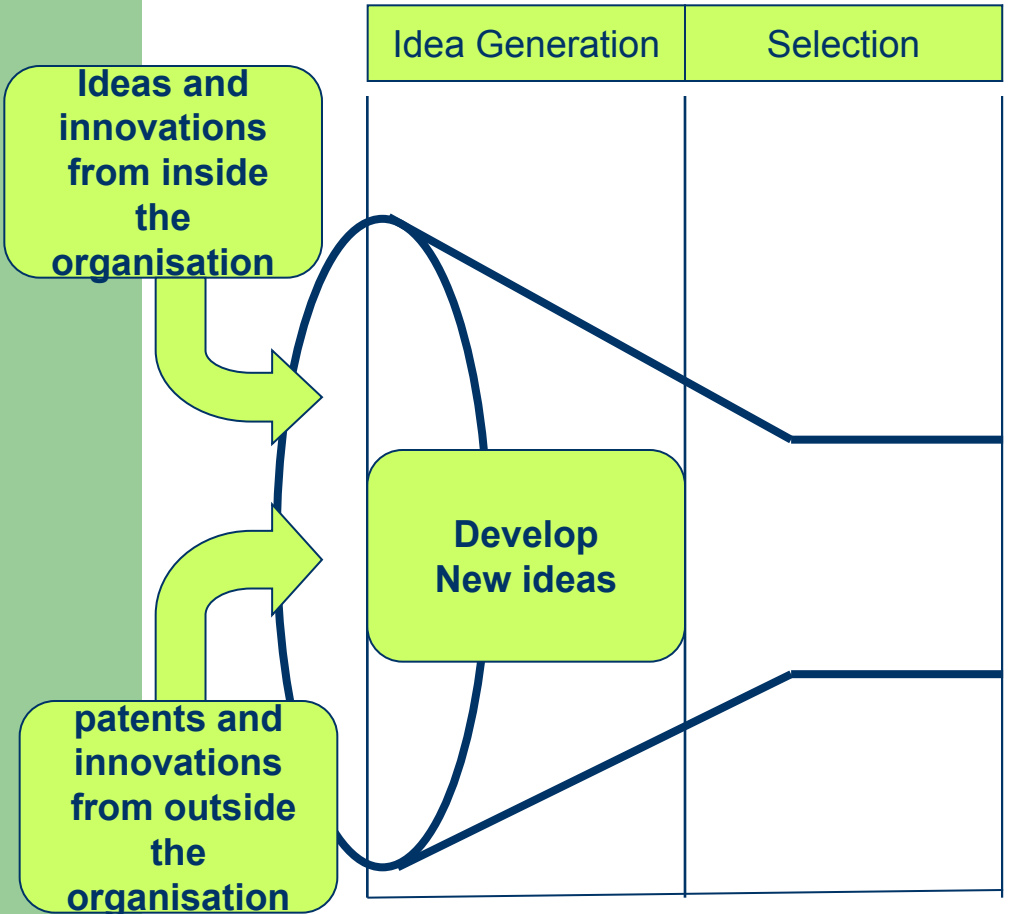 Idea Generation
Selection
Ideas and
innovations
from inside
the
organisation
Develop
New ideas
patents and
innovations
from outside
the
organisation